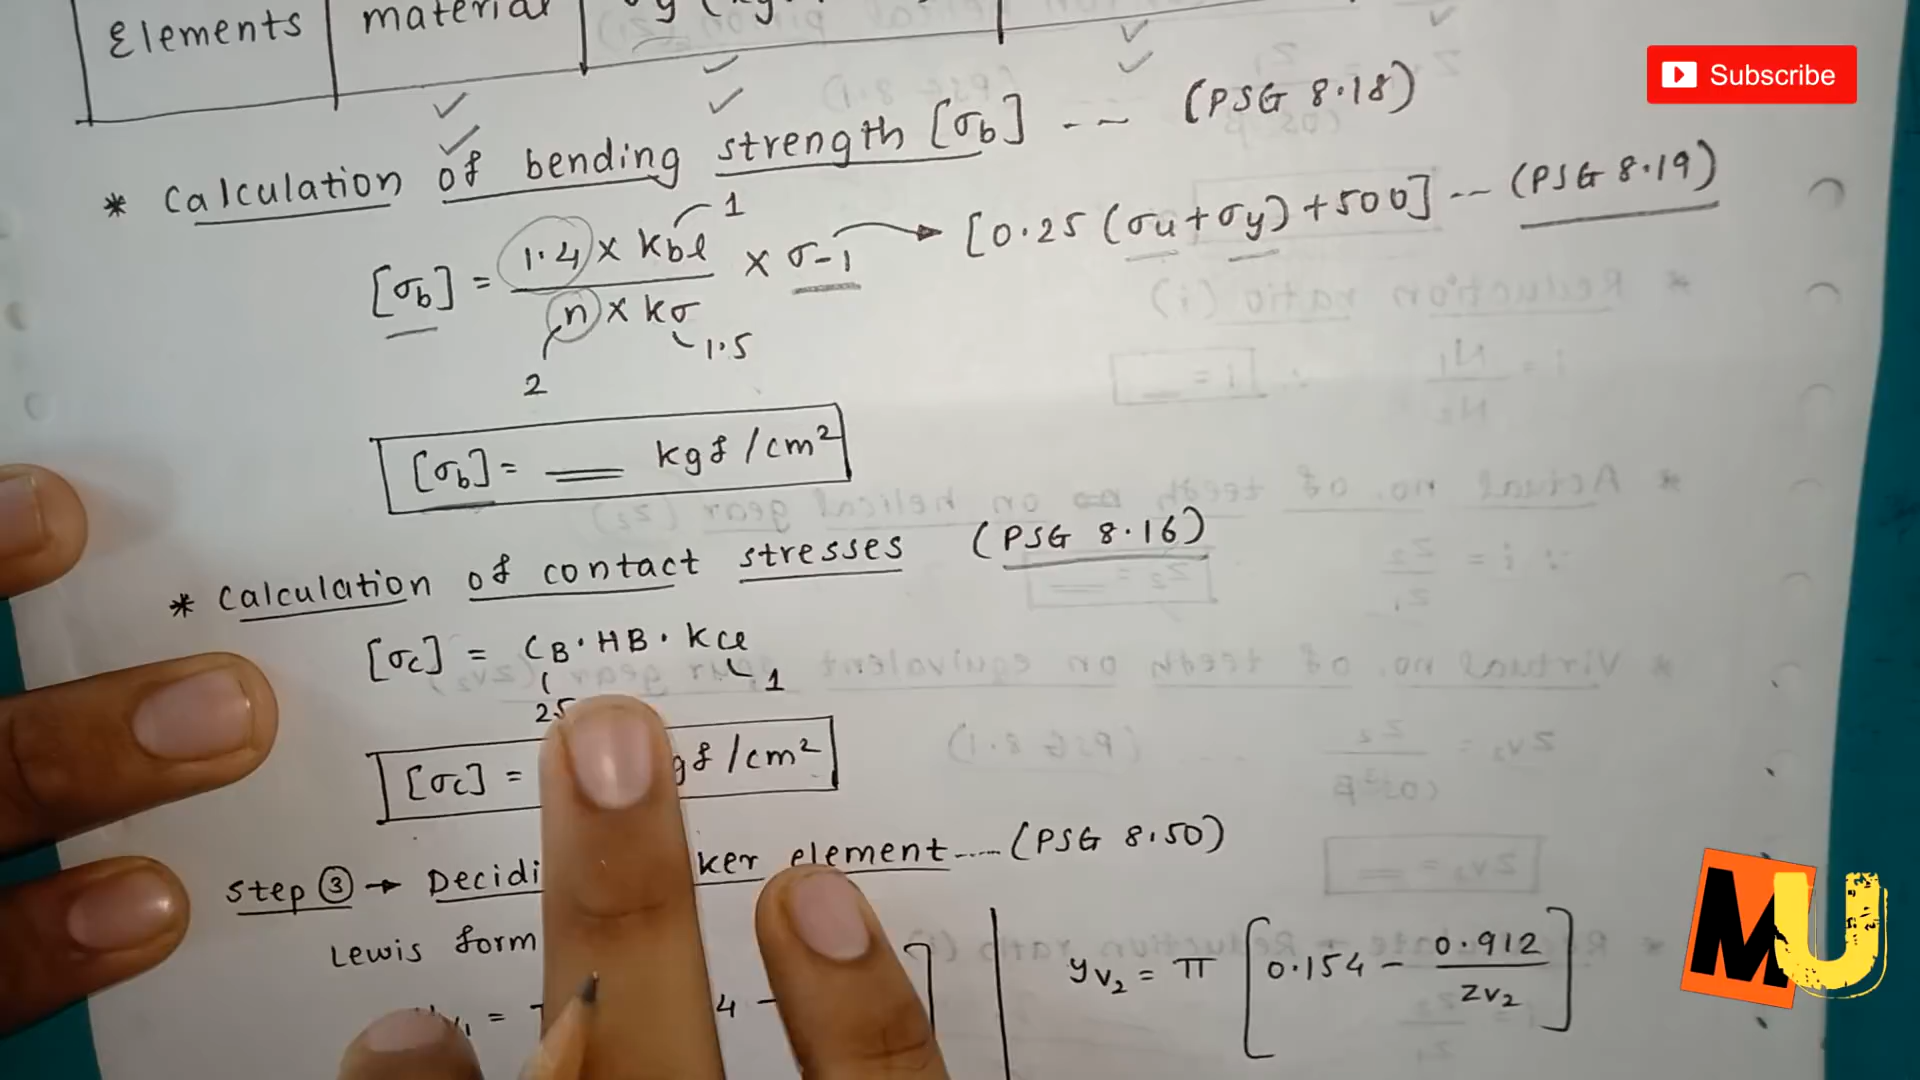 Elements material
Subscribe
* Calculation of bending strength [σb] --- (PSG 8.18)
[σb] = 1.4 × kbl / n × kσ × σ-1 → [0.25 (σu + σy) + 500] --- (PSG 8.19)
1
2 1.5
[σb] = __ kgf/cm²
* Calculation of contact stresses (PSG 8.16)
[σc] = CB·HB·kcl
25 1
[σc] = gf/cm²
Step ③ → ker element.... (PSG 8.50)
Lewis form
yv2 = π [0.154 - 0.912 / Zv2]
MU